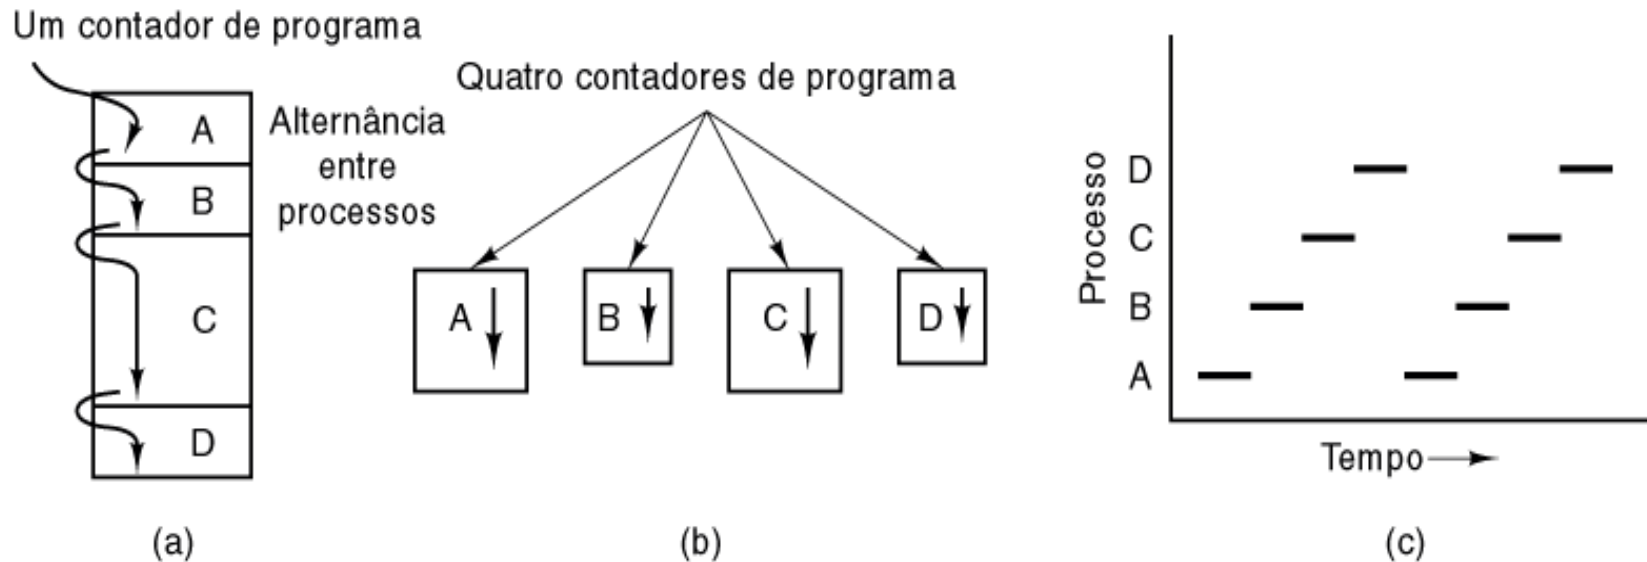 Um contador de programa
A
B
C
D
Alternância
entre
processos
(a)
Quatro contadores de programa
A
B
C
D
(b)
Processo
D
C
B
A
Tempo
(c)